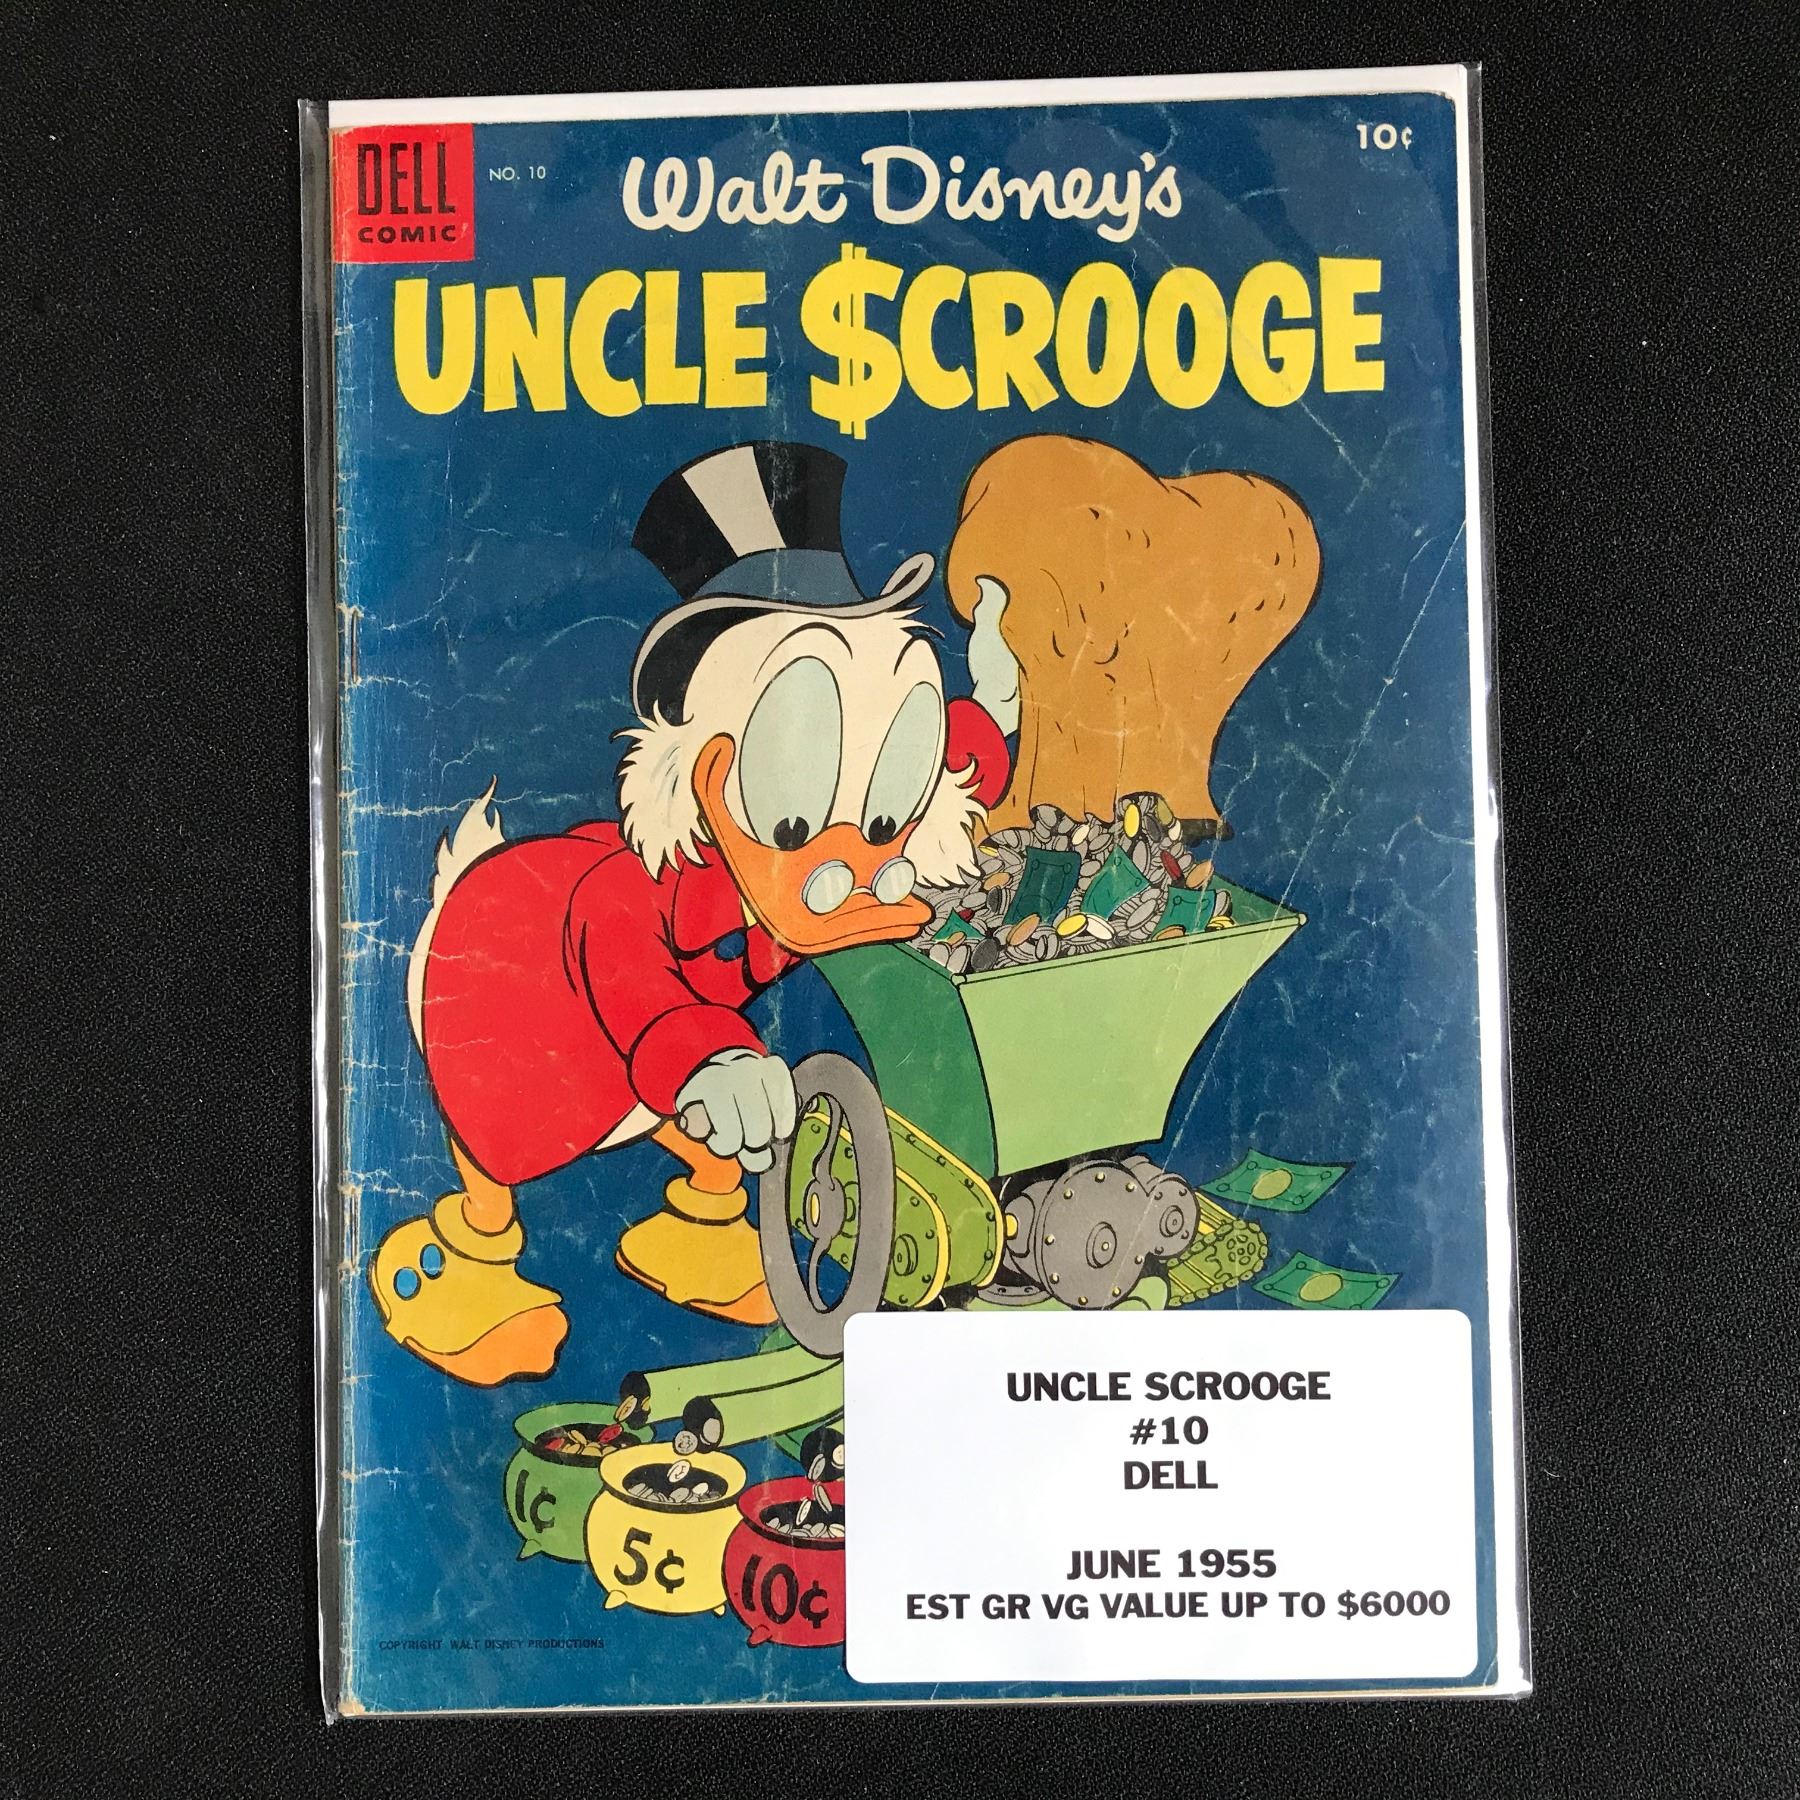 DELL
COMIC
NO. 10
10¢
Walt Disney's
UNCLE $CROOGE
1¢
5¢
10¢
COPYRIGHT WALT DISNEY PRODUCTIONS
UNCLE SCROOGE
#10
DELL
JUNE 1955
EST GR VG VALUE UP TO $6000